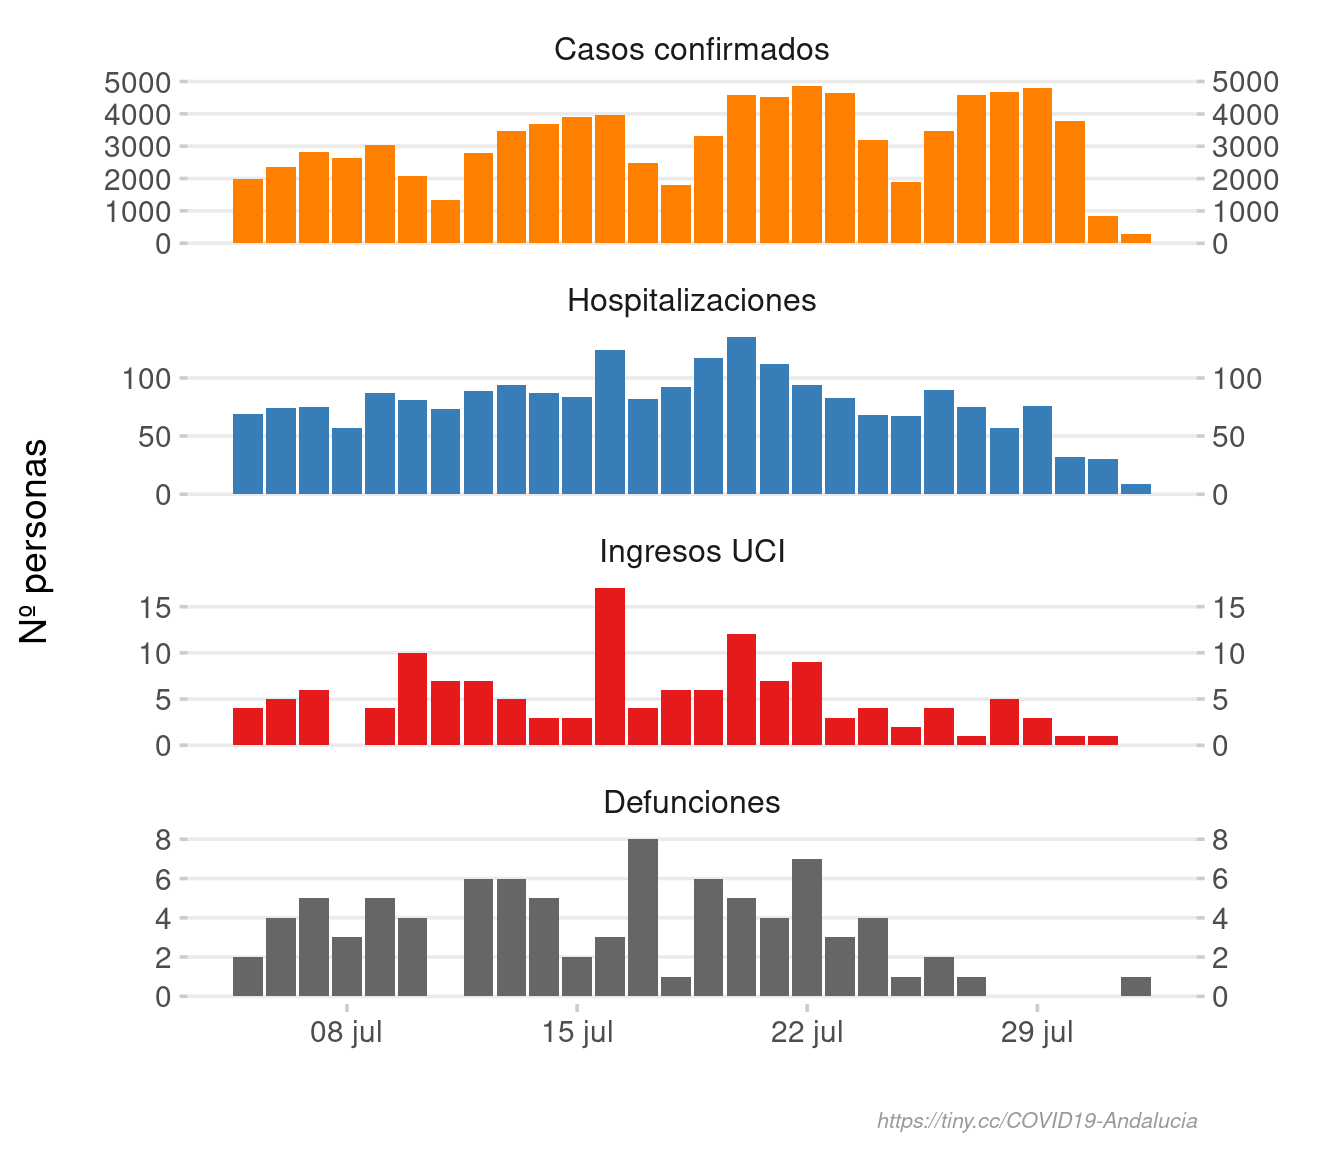 Casos confirmados
5000 5000
4000 4000
3000 3000
2000 2000
1000 1000
0 0
Hospitalizaciones
100 100
50 50
0 0
Nº personas
Ingresos UCI
15 15
10 10
5 5
0 0
Defunciones
8 8
6 6
4 4
2 2
0 0
08 jul 15 jul 22 jul 29 jul
https://tiny.cc/COVID19-Andalucia